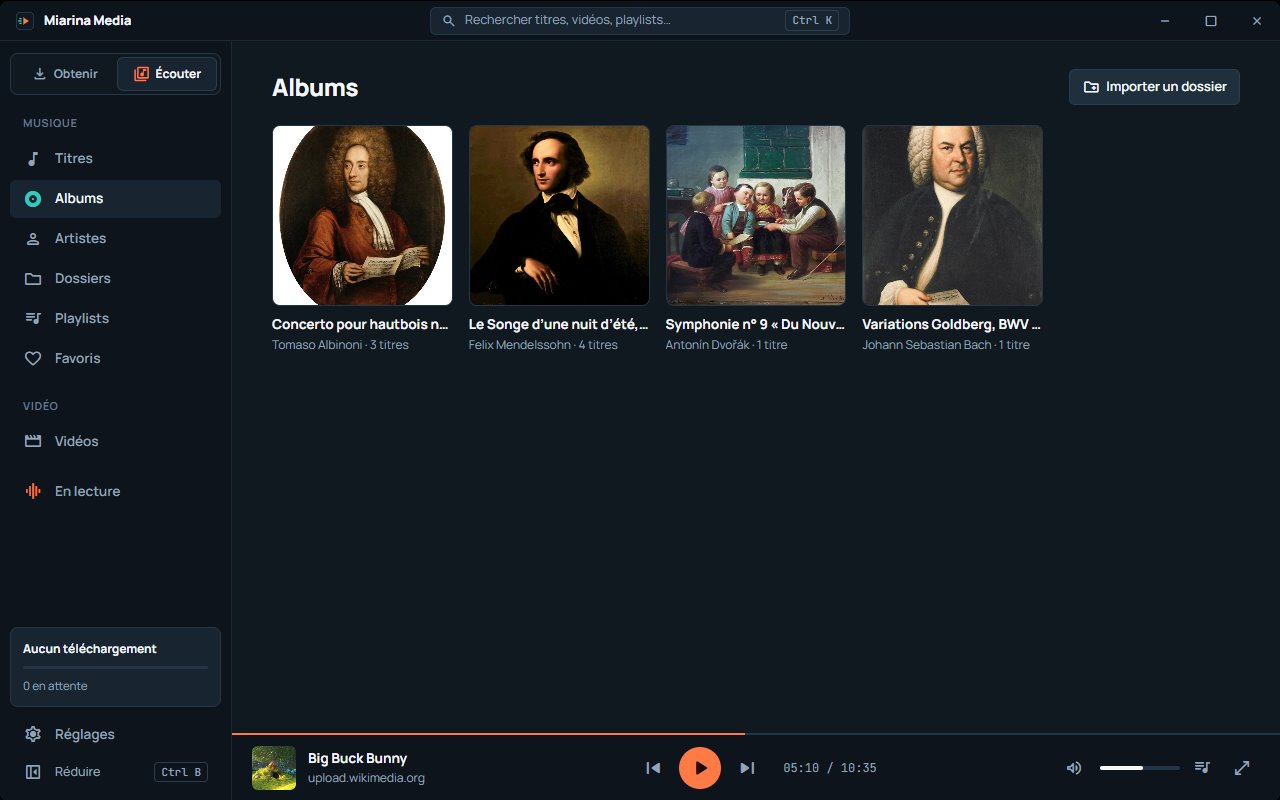 Miarina Media
Rechercher titres, vidéos, playlists...
Ctrl K
Obtenir
Écouter
MUSIQUE
Titres
Albums
Artistes
Dossiers
Playlists
Favoris
VIDÉO
Vidéos
En lecture
Aucun téléchargement
0 en attente
Réglages
Réduire
Ctrl B
Albums
Importer un dossier
Concerto pour hautbois n...
Tomaso Albinoni · 3 titres
Le Songe d'une nuit d'été,...
Felix Mendelssohn · 4 titres
Symphonie n° 9 « Du Nouv...
Antonín Dvořák · 1 titre
Variations Goldberg, BWV ...
Johann Sebastian Bach · 1 titre
Big Buck Bunny
upload.wikimedia.org
05:10 / 10:35